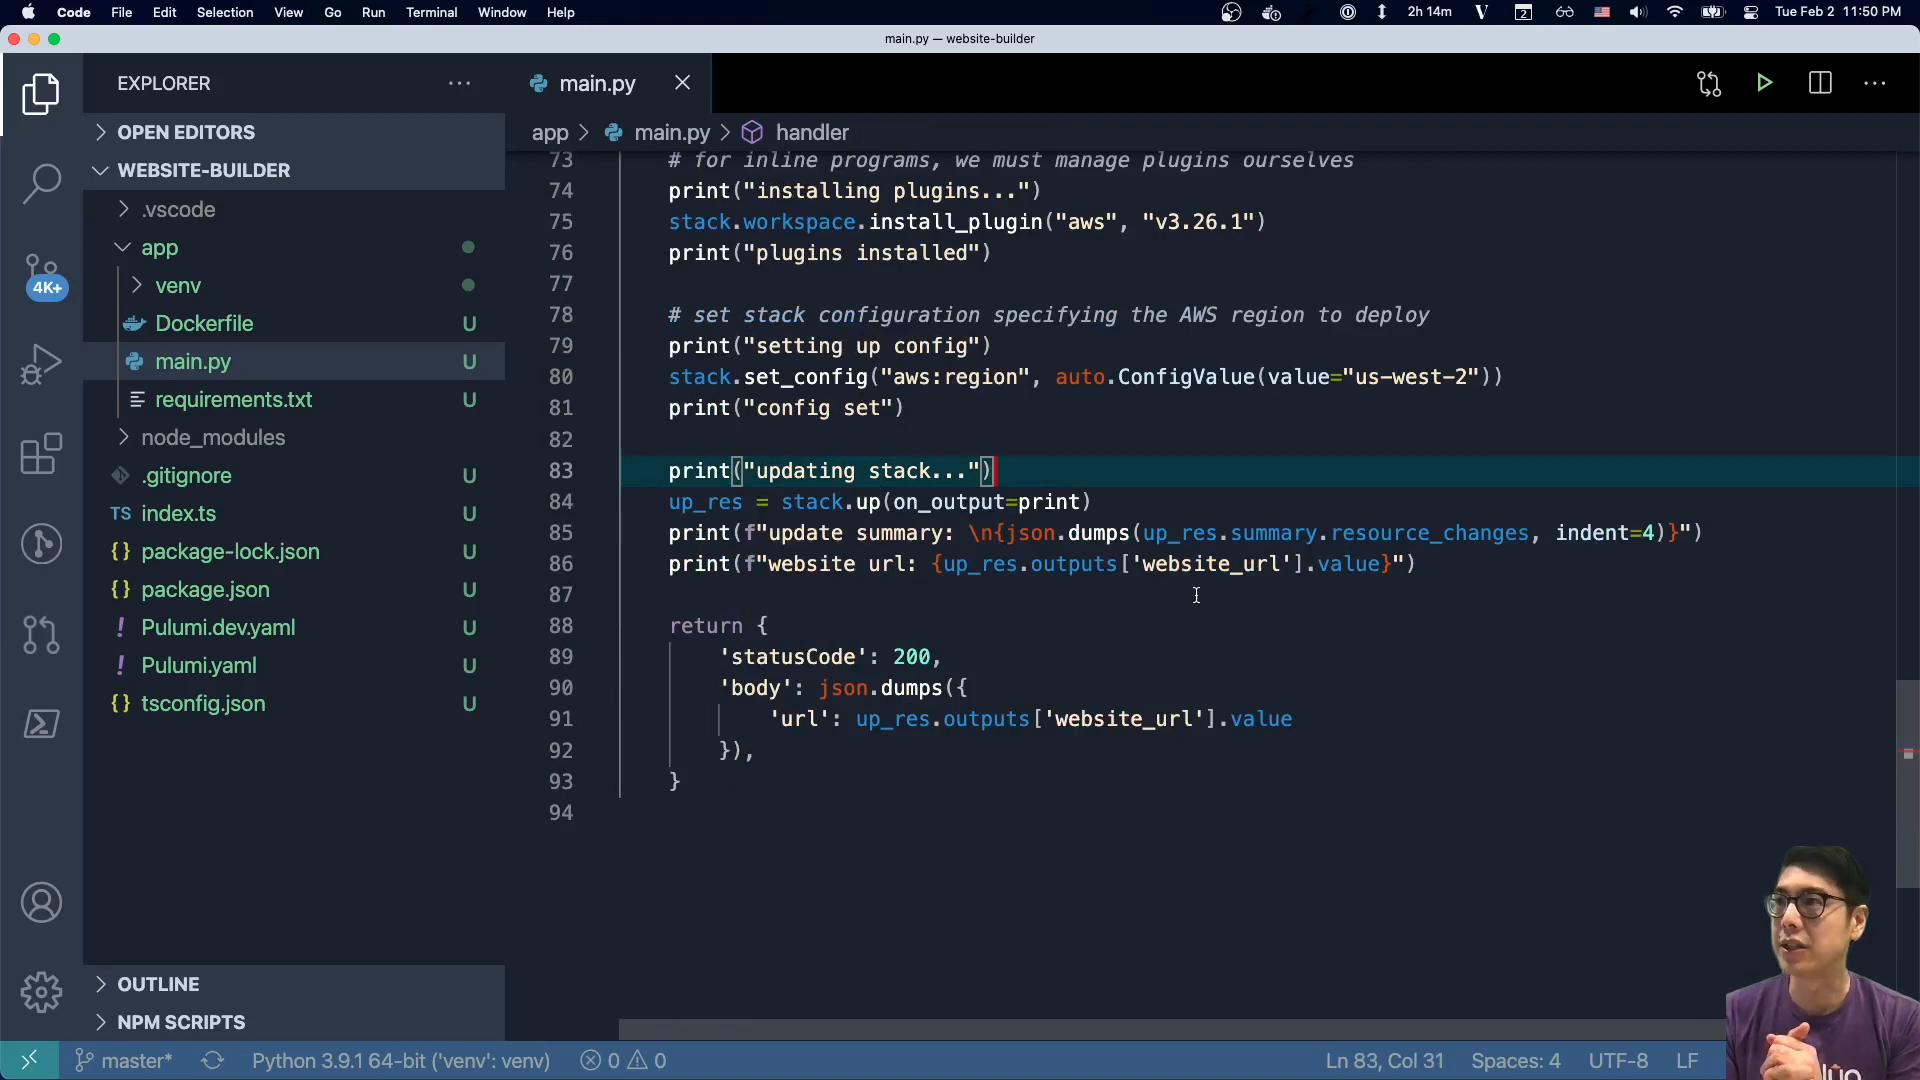 Code File Edit Selection View Go Run Terminal Window Help
2h 14m
2
Tue Feb 2 11:50 PM
main.py — website-builder
EXPLORER
OPEN EDITORS
WEBSITE-BUILDER
.vscode
app
venv
Dockerfile U
main.py U
requirements.txt U
node_modules
.gitignore U
TS index.ts U
{} package-lock.json U
{} package.json U
! Pulumi.dev.yaml U
! Pulumi.yaml U
{} tsconfig.json U
OUTLINE
NPM SCRIPTS
4K+
main.py
app > main.py > handler
73 # for inline programs, we must manage plugins ourselves
74 print("installing plugins...")
75 stack.workspace.install_plugin("aws", "v3.26.1")
76 print("plugins installed")
77
78 # set stack configuration specifying the AWS region to deploy
79 print("setting up config")
80 stack.set_config("aws:region", auto.ConfigValue(value="us-west-2"))
81 print("config set")
82
83 print("updating stack...")
84 up_res = stack.up(on_output=print)
85 print(f"update summary: \n{json.dumps(up_res.summary.resource_changes, indent=4)}")
86 print(f"website url: {up_res.outputs['website_url'].value}")
87
88 return {
89 'statusCode': 200,
90 'body': json.dumps({
91 'url': up_res.outputs['website_url'].value
92 }),
93 }
94
master* Python 3.9.1 64-bit ('venv': venv) 0 0 Ln 83, Col 31 Spaces: 4 UTF-8 LF